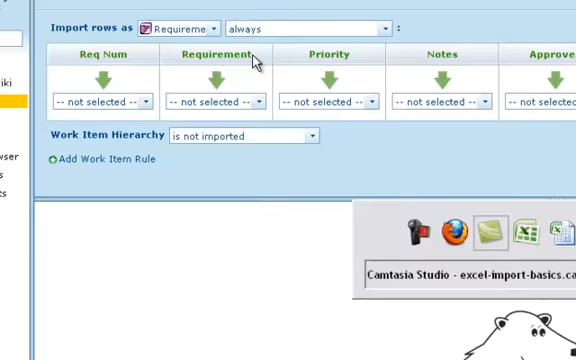 Import rows as Requireme always :
Req Num Requirement Priority Notes Approve
-- not selected -- -- not selected -- -- not selected -- -- not selected -- -- not selec
iki
Work Item Hierarchy is not imported
wser
Add Work Item Rule
s
ts
Camtasia Studio - excel-import-basics.ca